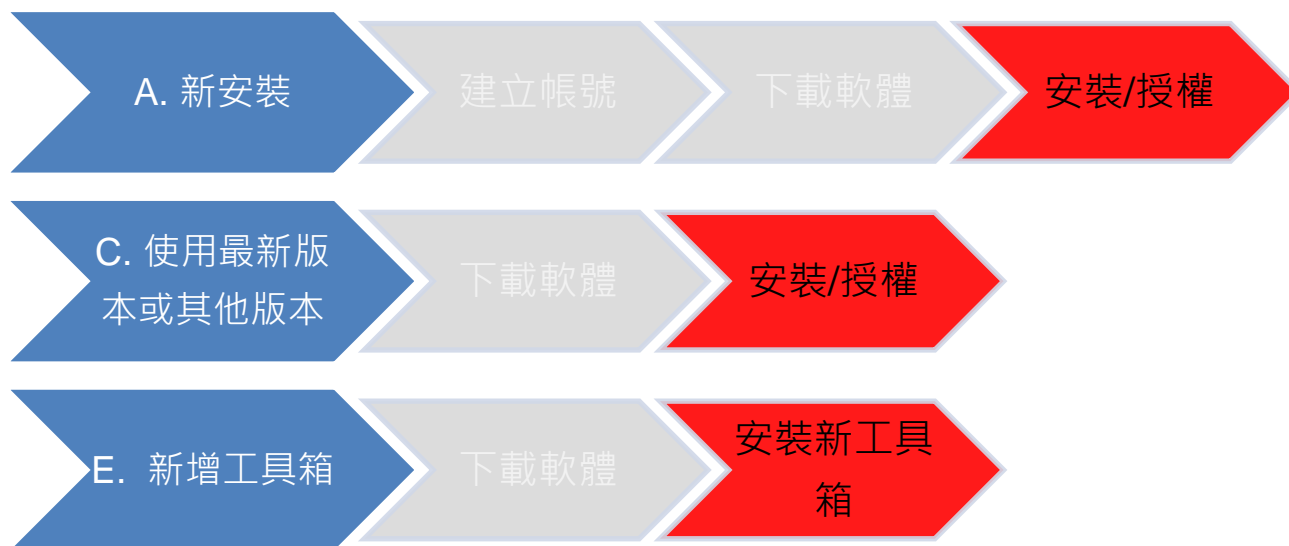 A. 新安裝
建立帳號
下載軟體
安裝/授權
C. 使用最新版
本或其他版本
下載軟體
安裝/授權
E. 新增工具箱
下載軟體
安裝新工具
箱